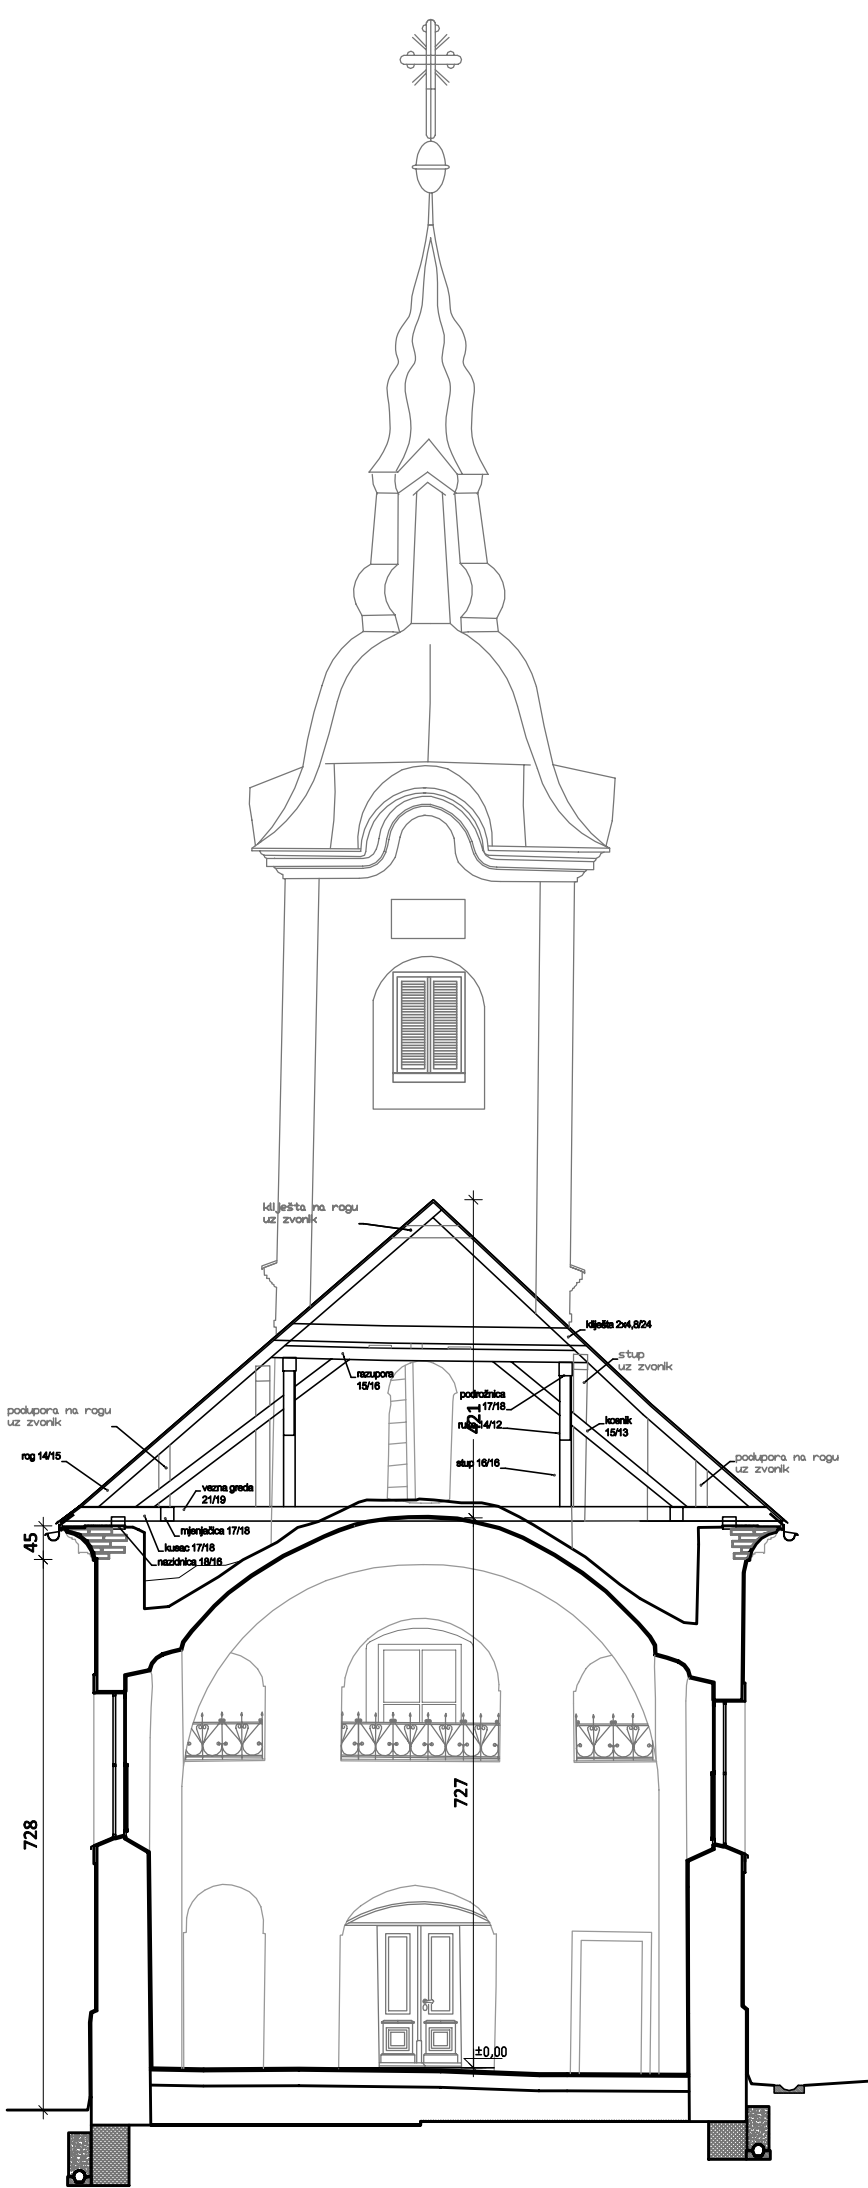 kliješta na rogu
uz zvonik
kliješta 2x4,8/24
stup
uz zvonik
razupora
15/16
podrožnica
17/18
421
ruke 14/12
kosnik
15/13
podupora na rogu
uz zvonik
rog 14/15
stup 16/16
podupora na rogu
uz zvonik
vezna greda
21/19
mjenjačica 17/18
kusac 17/18
nazidnica 18/16
45
728
727
±0,00